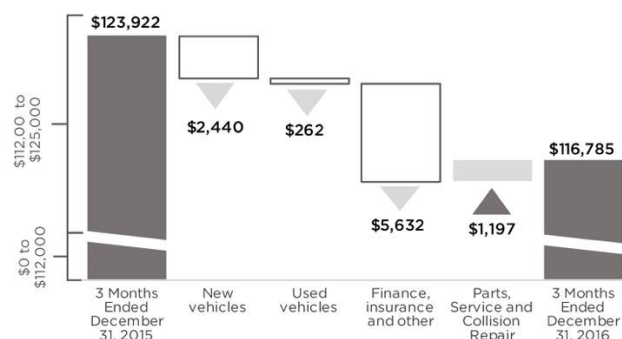 $123,922
$2,440
$262
$5,632
$1,197
$116,785
$112,00 to
$125,000
$0 to
$112,000
3 Months
Ended
December
31, 2015
New
vehicles
Used
vehicles
Finance,
insurance
and other
Parts,
Service and
Collision
Repair
3 Months
Ended
December
31, 2016